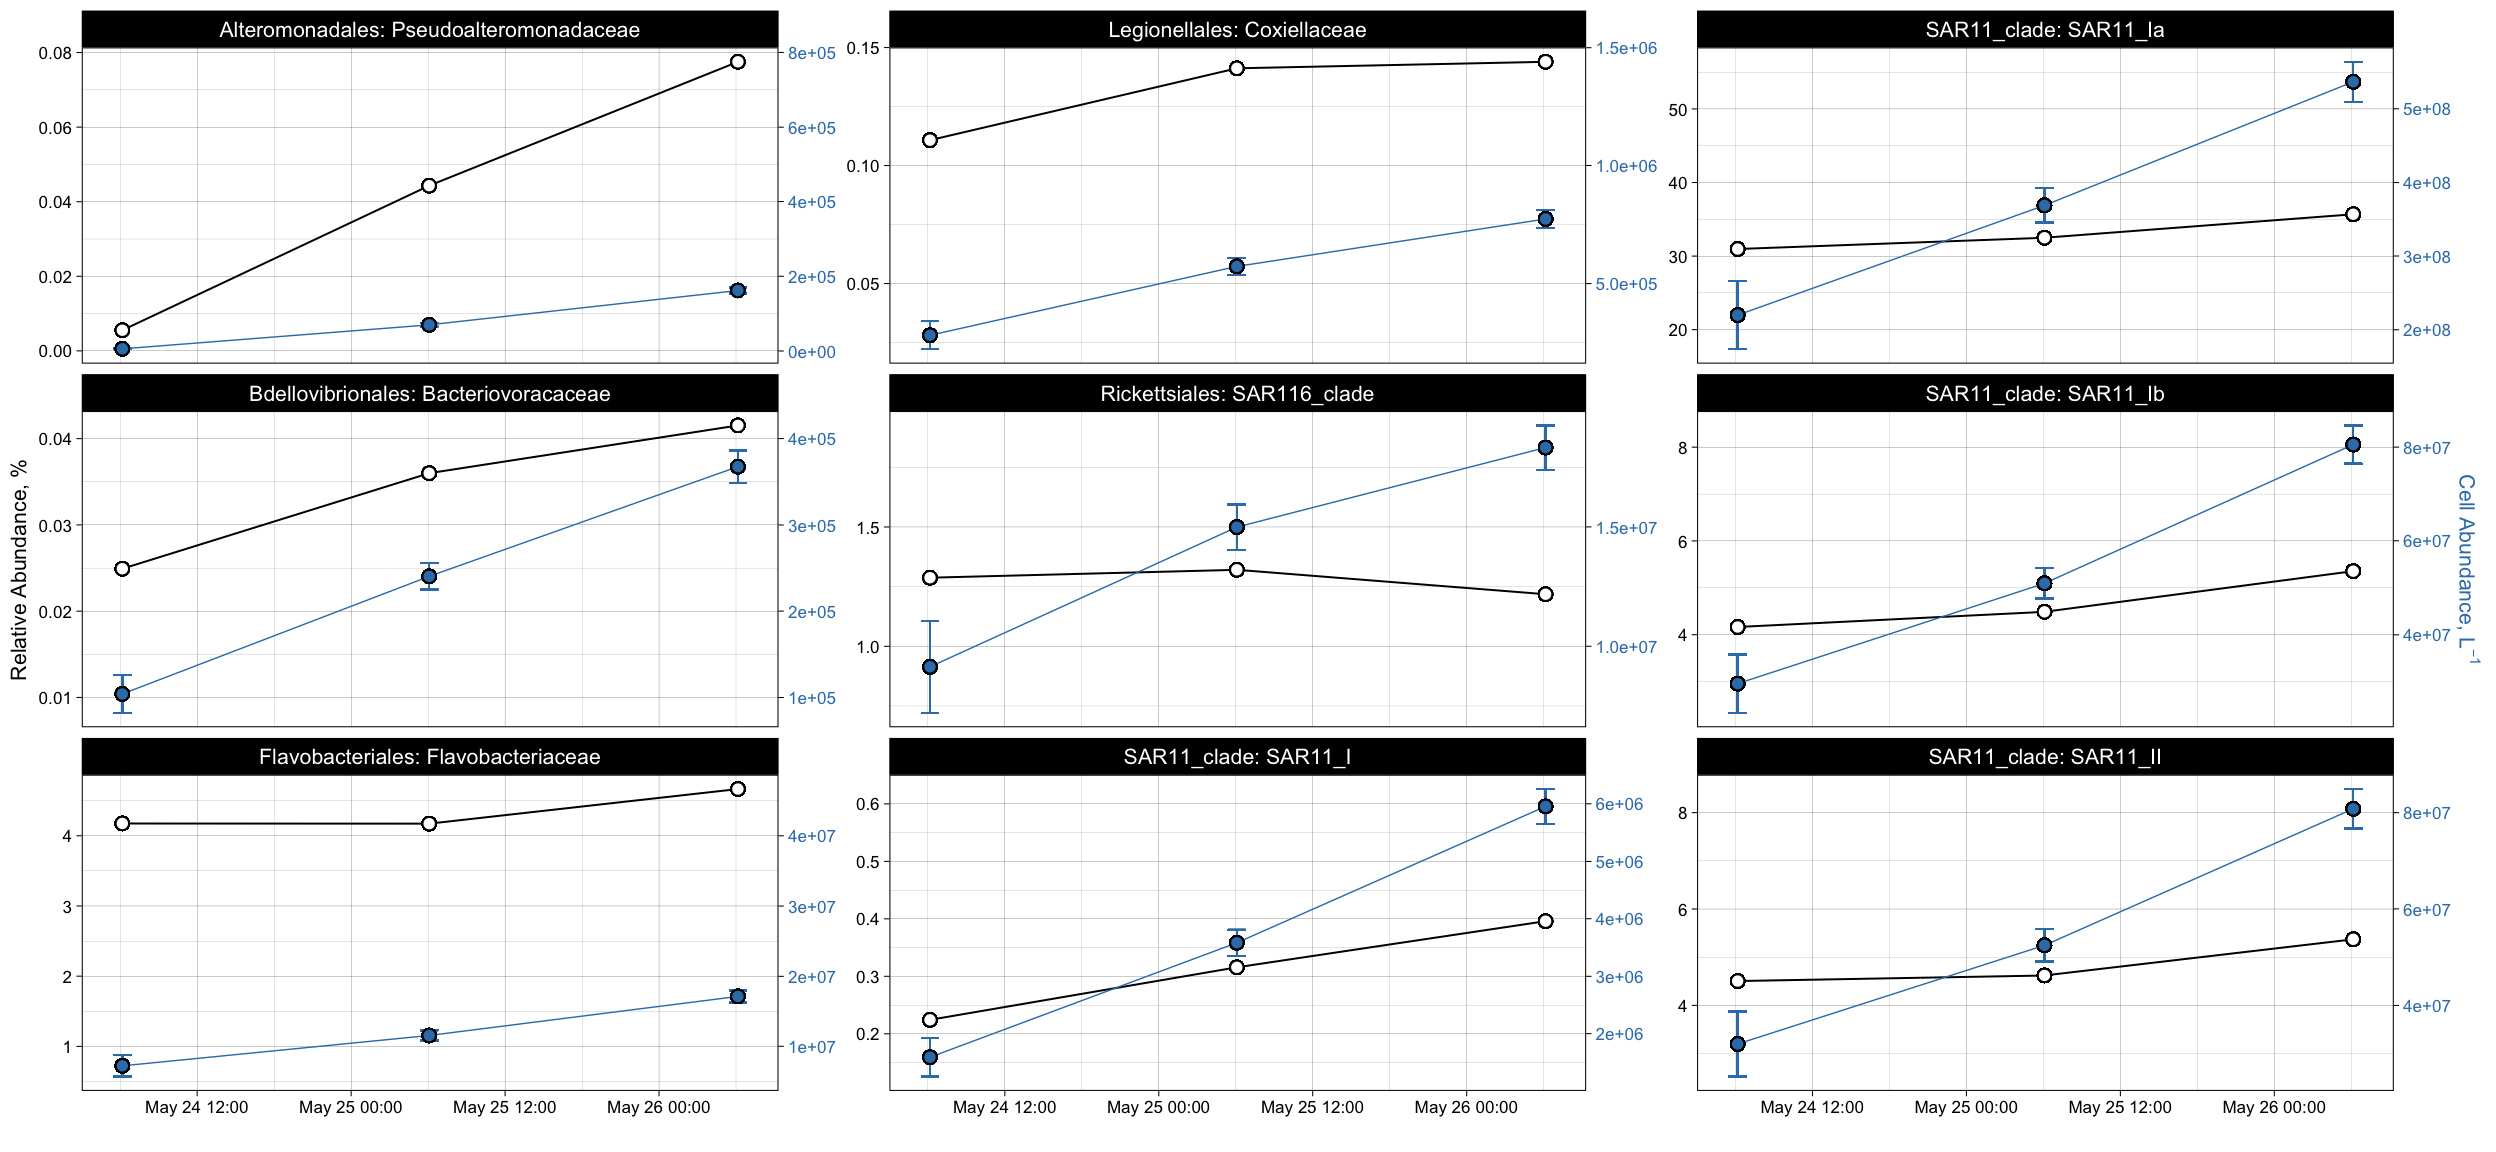 Alteromonadales: Pseudoalteromonadaceae
0.08
0.06
0.04
0.02
0.00
8e+05
6e+05
4e+05
2e+05
0e+00
Legionellales: Coxiellaceae
0.15
0.10
0.05
1.5e+06
1.0e+06
5.0e+05
SAR11_clade: SAR11_Ia
50
40
30
20
5e+08
4e+08
3e+08
2e+08
Relative Abundance, %
Bdellovibrionales: Bacteriovoracaceae
0.04
0.03
0.02
0.01
4e+05
3e+05
2e+05
1e+05
Rickettsiales: SAR116_clade
1.5
1.0
1.5e+07
1.0e+07
SAR11_clade: SAR11_Ib
8
6
4
8e+07
6e+07
4e+07
Cell Abundance, L⁻¹
Flavobacteriales: Flavobacteriaceae
4
3
2
1
4e+07
3e+07
2e+07
1e+07
May 24 12:00 May 25 00:00 May 25 12:00 May 26 00:00
SAR11_clade: SAR11_I
0.6
0.5
0.4
0.3
0.2
6e+06
5e+06
4e+06
3e+06
2e+06
May 24 12:00 May 25 00:00 May 25 12:00 May 26 00:00
SAR11_clade: SAR11_II
8
6
4
8e+07
6e+07
4e+07
May 24 12:00 May 25 00:00 May 25 12:00 May 26 00:00